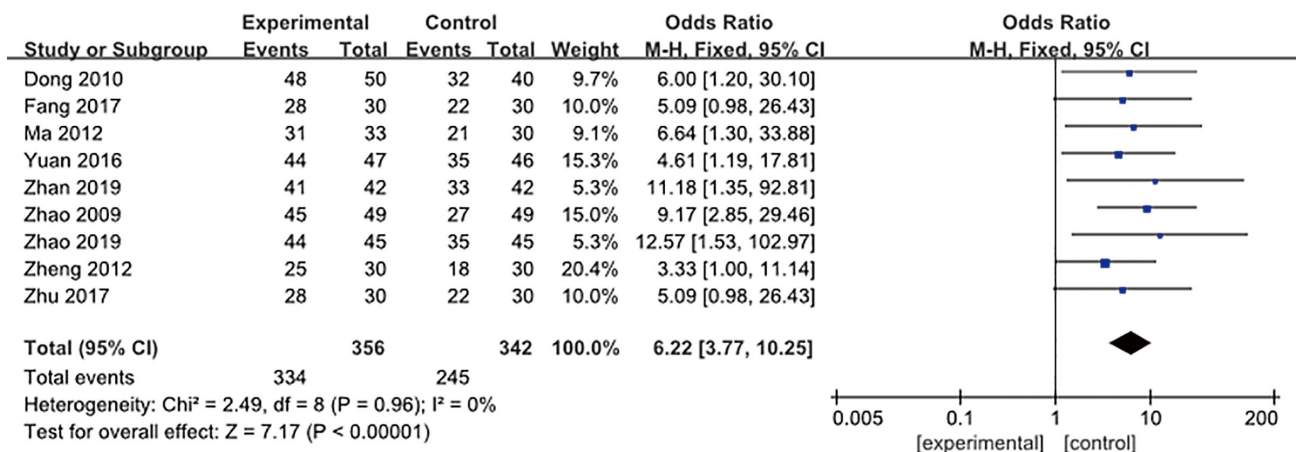 Experimental Control Odds Ratio Odds Ratio
Study or Subgroup Events Total Events Total Weight M-H, Fixed, 95% CI M-H, Fixed, 95% CI
Dong 2010 48 50 32 40 9.7% 6.00 [1.20, 30.10]
Fang 2017 28 30 22 30 10.0% 5.09 [0.98, 26.43]
Ma 2012 31 33 21 30 9.1% 6.64 [1.30, 33.88]
Yuan 2016 44 47 35 46 15.3% 4.61 [1.19, 17.81]
Zhan 2019 41 42 33 42 5.3% 11.18 [1.35, 92.81]
Zhao 2009 45 49 27 49 15.0% 9.17 [2.85, 29.46]
Zhao 2019 44 45 35 45 5.3% 12.57 [1.53, 102.97]
Zheng 2012 25 30 18 30 20.4% 3.33 [1.00, 11.14]
Zhu 2017 28 30 22 30 10.0% 5.09 [0.98, 26.43]
Total (95% CI) 356 342 100.0% 6.22 [3.77, 10.25]
Total events 334 245
Heterogeneity: Chi² = 2.49, df = 8 (P = 0.96); I² = 0%
Test for overall effect: Z = 7.17 (P < 0.00001)
0.005 0.1 1 10 200
[experimental] [control]